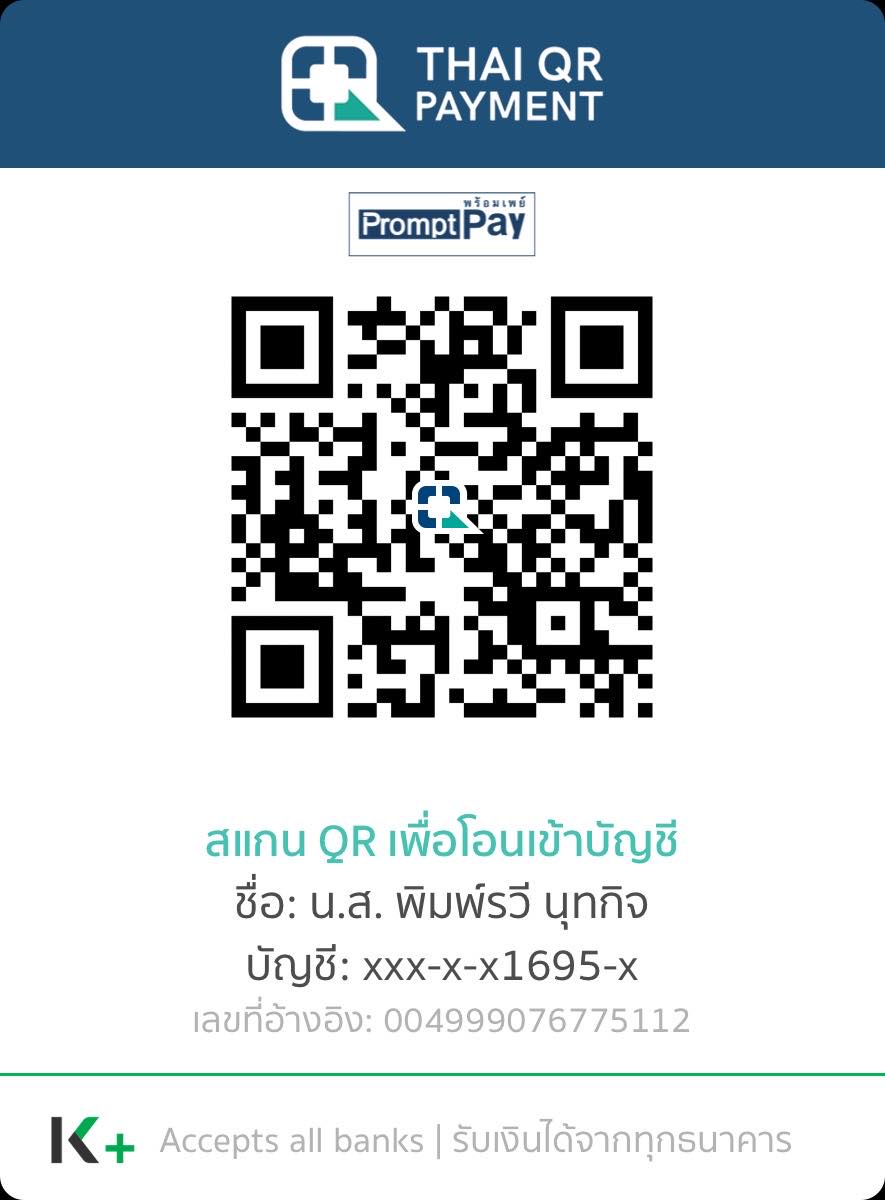 THAI QR
PAYMENT
พร้อมเพย์
PromptPay
สแกน QR เพื่อโอนเข้าบัญชี
ชื่อ: น.ส. พิมพ์รวี นุทกิจ
บัญชี: xxx-x-x1695-x
เลขที่อ้างอิง: 004999076775112
K+ Accepts all banks | รับเงินได้จากทุกธนาคาร